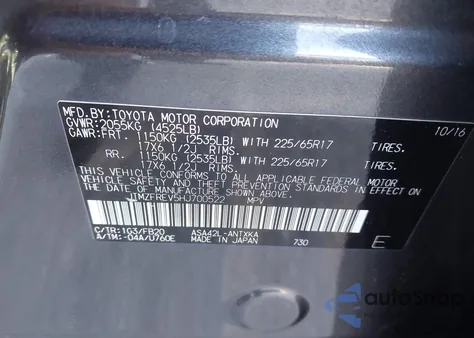 MFD. BY: TOYOTA MOTOR CORPORATION 10/16
GVWR: 2055KG (4525LB)
GAWR: FRT. 1150KG (2535LB) WITH 225/65R17 TIRES.
17X6 1/2J RIMS.
RR. 1150KG (2535LB) WITH 225/65R17 TIRES.
17X6 1/2J RIMS.
THIS VEHICLE CONFORMS TO ALL APPLICABLE FEDERAL MOTOR
VEHICLE SAFETY AND THEFT PREVENTION STANDARDS IN EFFECT ON
THE DATE OF MANUFACTURE SHOWN ABOVE.
JTMZFREV5HJ700522 MPV
C/TR: 1G3/FB20 ASA42L-ANTXKA
A/TM: -04A/U760E MADE IN JAPAN 730 E
autoSnap